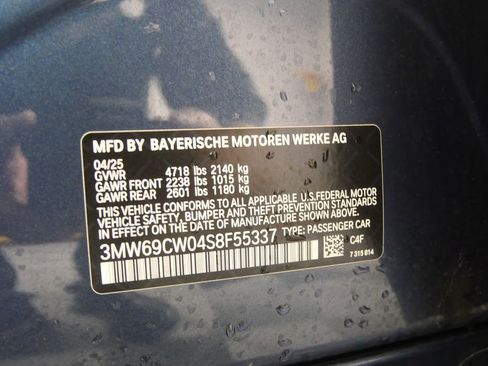 MFD BY BAYERISCHE MOTOREN WERKE AG
04/25
GVWR 4718 lbs 2140 kg
GAWR FRONT 2238 lbs 1015 kg
GAWR REAR 2601 lbs 1180 kg
THIS VEHICLE CONFORMS TO ALL APPLICABLE U.S.FEDERAL MOTOR
VEHICLE SAFETY, BUMPER AND THEFT PREVENTION STANDARDS
IN EFFECT ON THE DATE OF MANUFACTURE SHOWN ABOVE.
3MW69CW04S8F55337 TYPE: PASSENGER CAR
C4F
7 315 814